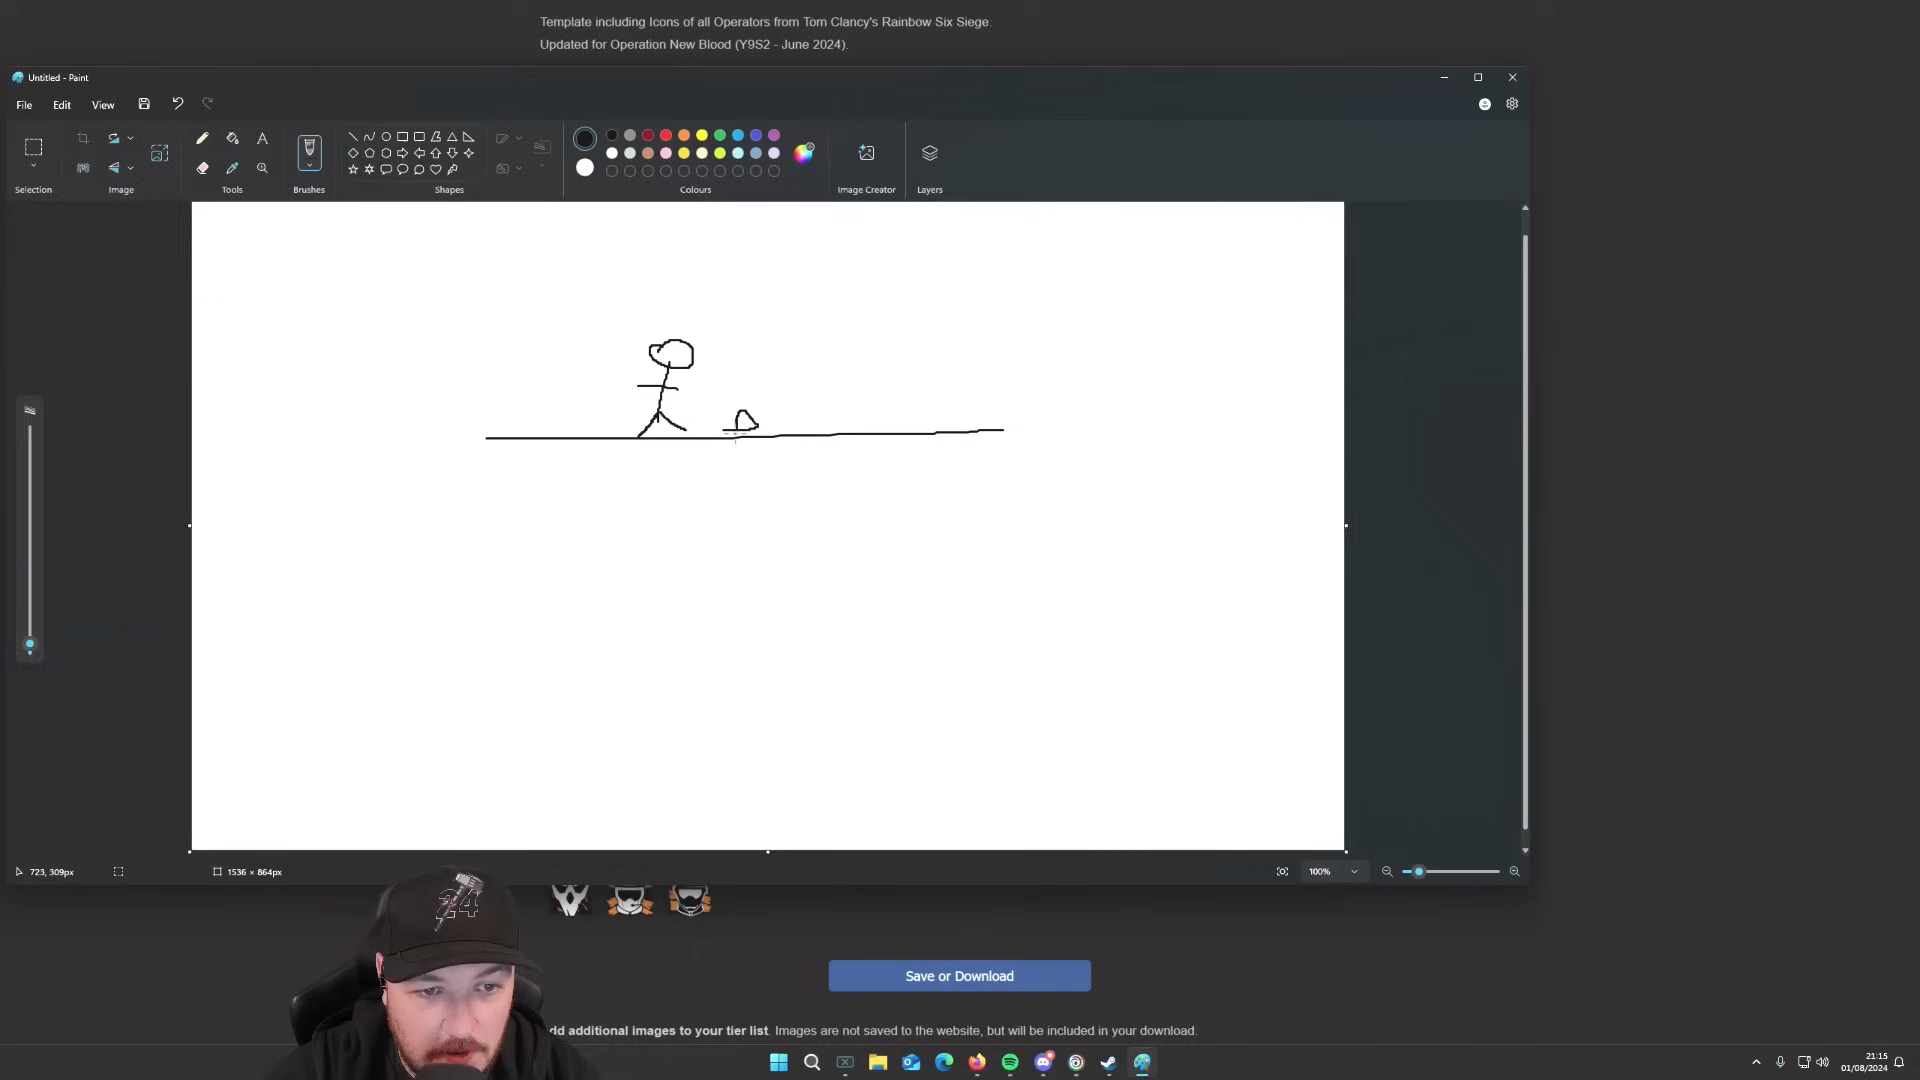 Template including Icons of all Operators from Tom Clancy's Rainbow Six Siege.
Updated for Operation New Blood (Y9S2 - June 2024).
Untitled - Paint
File Edit View
Selection Image Tools Brushes Shapes Colours Image Creator Layers
723, 309px 1536 × 864px 100%
24
Save or Download
dd additional images to your tier list. Images are not saved to the website, but will be included in your download.
21:15
01/08/2024